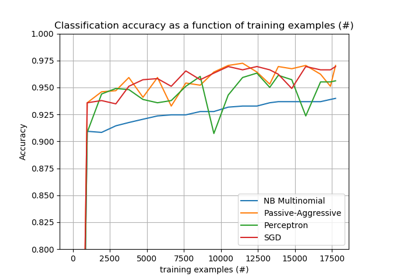 Classification accuracy as a function of training examples (#)
1.000
0.975
0.950
0.925
0.900
0.875
0.850
0.825
0.800
Accuracy
NB Multinomial
Passive-Aggressive
Perceptron
SGD
0 2500 5000 7500 10000 12500 15000 17500
training examples (#)